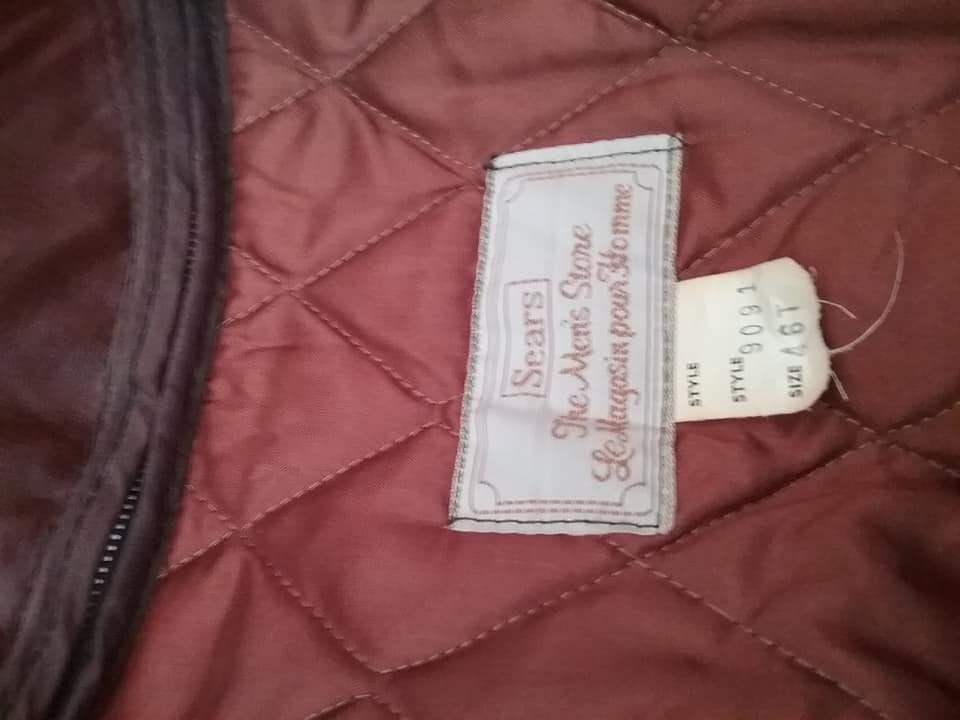 Sears
The Men's Store
Le Magasin pour Homme
STYLE
STYLE 9091
SIZE 46T